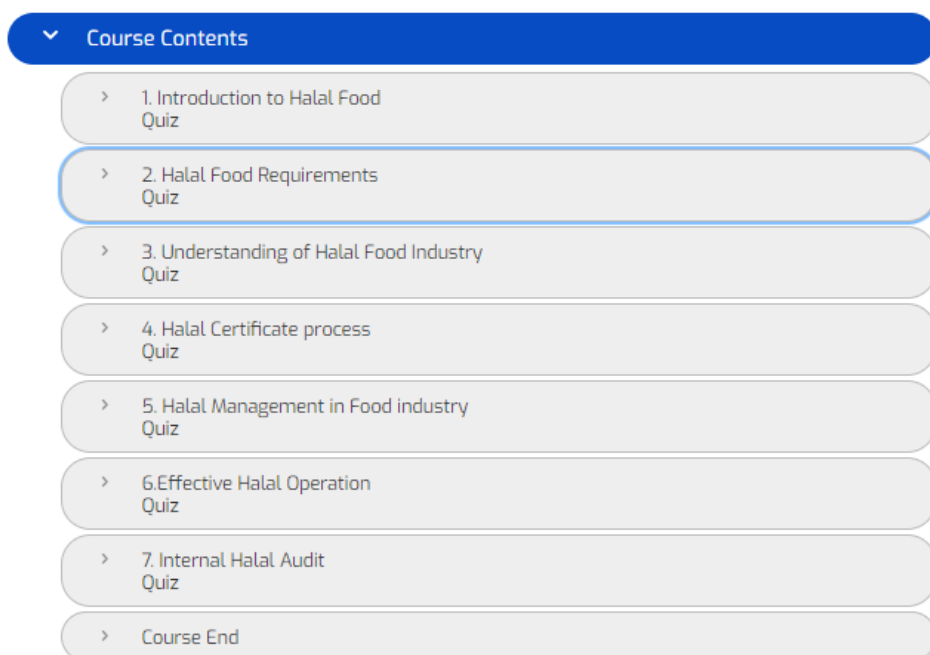 Course Contents
1. Introduction to Halal Food
Quiz
2. Halal Food Requirements
Quiz
3. Understanding of Halal Food Industry
Quiz
4. Halal Certificate process
Quiz
5. Halal Management in Food industry
Quiz
6.Effective Halal Operation
Quiz
7. Internal Halal Audit
Quiz
Course End